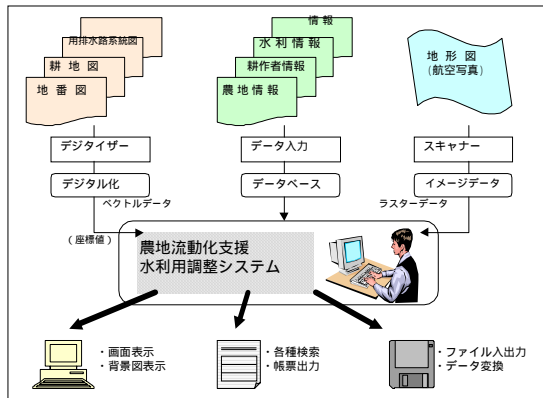 用排水路系統図
耕地図
地番図
情報
水利情報
耕作者情報
農地情報
地形図
(航空写真)
デジタイザー
データ入力
スキャナー
デジタル化
データベース
イメージデータ
ベクトルデータ
ラスターデータ
(座標値)
農地流動化支援
水利用調整システム
・画面表示
・背景図表示
・各種検索
・帳票出力
・ファイル入出力
・データ変換